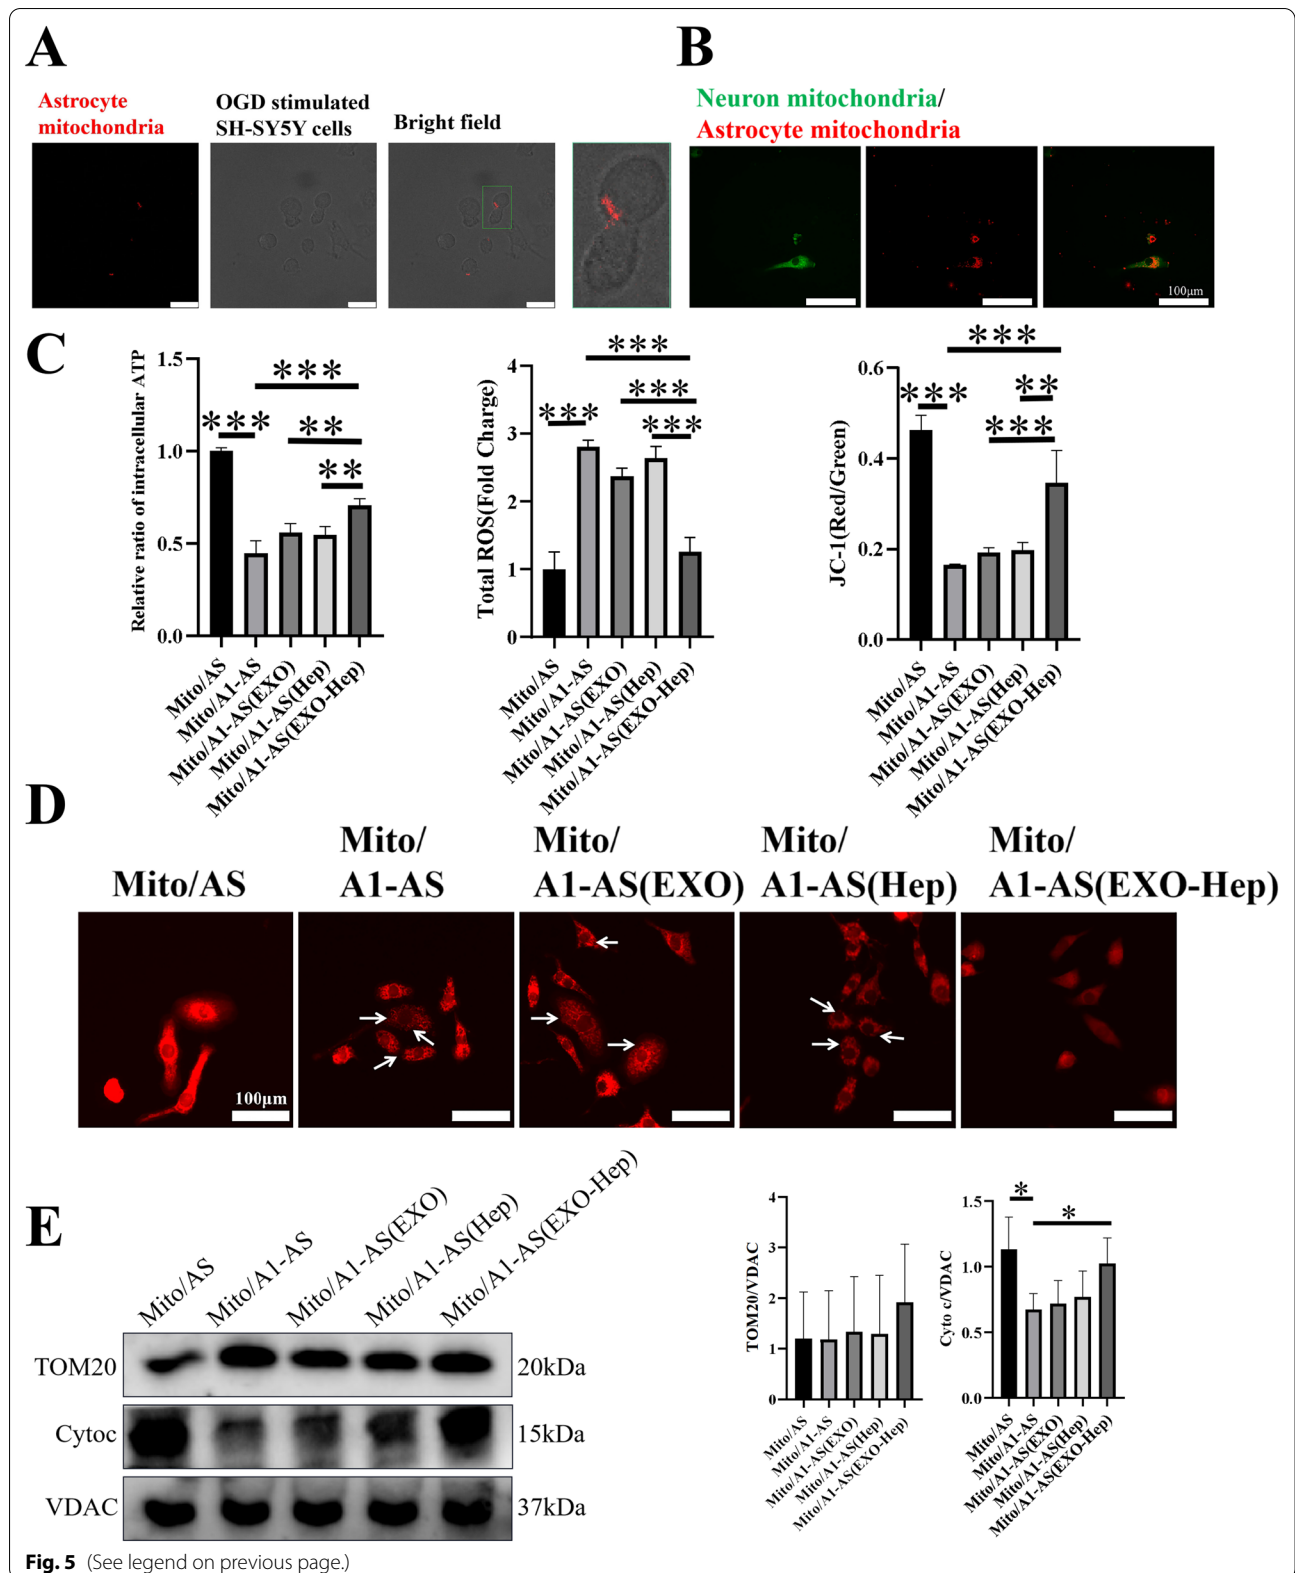 A
Astrocyte
mitochondria
OGD stimulated
SH-SY5Y cells
Bright field
B
Neuron mitochondria/
Astrocyte mitochondria
100μm
C
Relative ratio of intracellular ATP
1.5
1.0
0.5
0.0
***
***
**
**
Mito/AS
Mito/A1-AS
Mito/A1-AS(EXO)
Mito/A1-AS(Hep)
Mito/A1-AS(EXO-Hep)
Total ROS(Fold Charge)
4
3
2
1
0
***
***
***
***
Mito/AS
Mito/A1-AS
Mito/A1-AS(EXO)
Mito/A1-AS(Hep)
Mito/A1-AS(EXO-Hep)
JC-1(Red/Green)
0.6
0.4
0.2
0.0
***
***
**
***
Mito/AS
Mito/A1-AS
Mito/A1-AS(EXO)
Mito/A1-AS(Hep)
Mito/A1-AS(EXO-Hep)
D
Mito/AS
Mito/
A1-AS
Mito/
A1-AS(EXO)
Mito/
A1-AS(Hep)
Mito/
A1-AS(EXO-Hep)
100μm
E
Mito/AS
Mito/A1-AS
Mito/A1-AS(EXO)
Mito/A1-AS(Hep)
Mito/A1-AS(EXO-Hep)
TOM20
20kDa
Cytoc
15kDa
VDAC
37kDa
TOM20/VDAC
4
3
2
1
0
Mito/AS
Mito/A1-AS
Mito/A1-AS(EXO)
Mito/A1-AS(Hep)
Mito/A1-AS(EXO-Hep)
Cyto c/VDAC
1.5
1.0
0.5
0.0
*
*
Mito/AS
Mito/A1-AS
Mito/A1-AS(EXO)
Mito/A1-AS(Hep)
Mito/A1-AS(EXO-Hep)
Fig. 5 (See legend on previous page.)